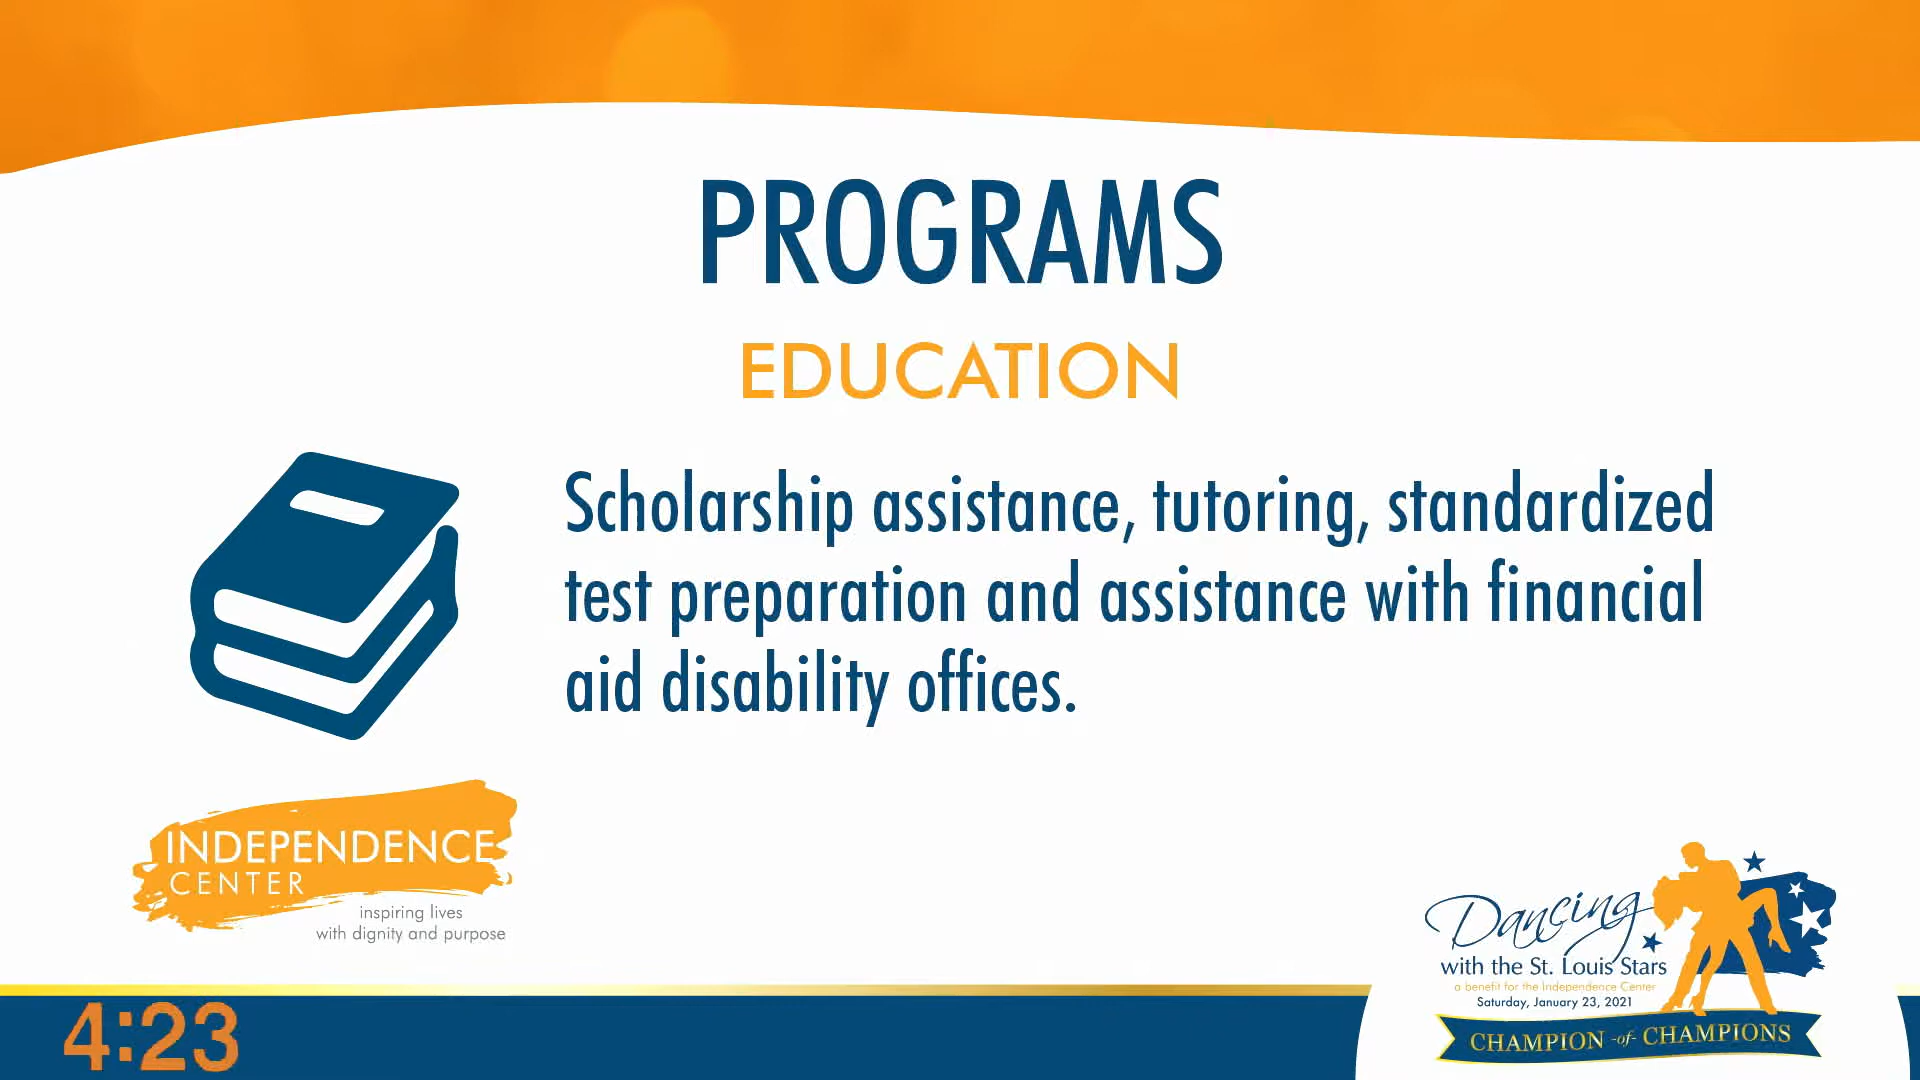 PROGRAMS
EDUCATION
Scholarship assistance, tutoring, standardized
test preparation and assistance with financial
aid disability offices.
INDEPENDENCE
CENTER
inspiring lives
with dignity and purpose
Dancing
with the St. Louis Stars
a benefit for the Independence Center
Saturday, January 23, 2021
CHAMPION -of- CHAMPIONS
4:23